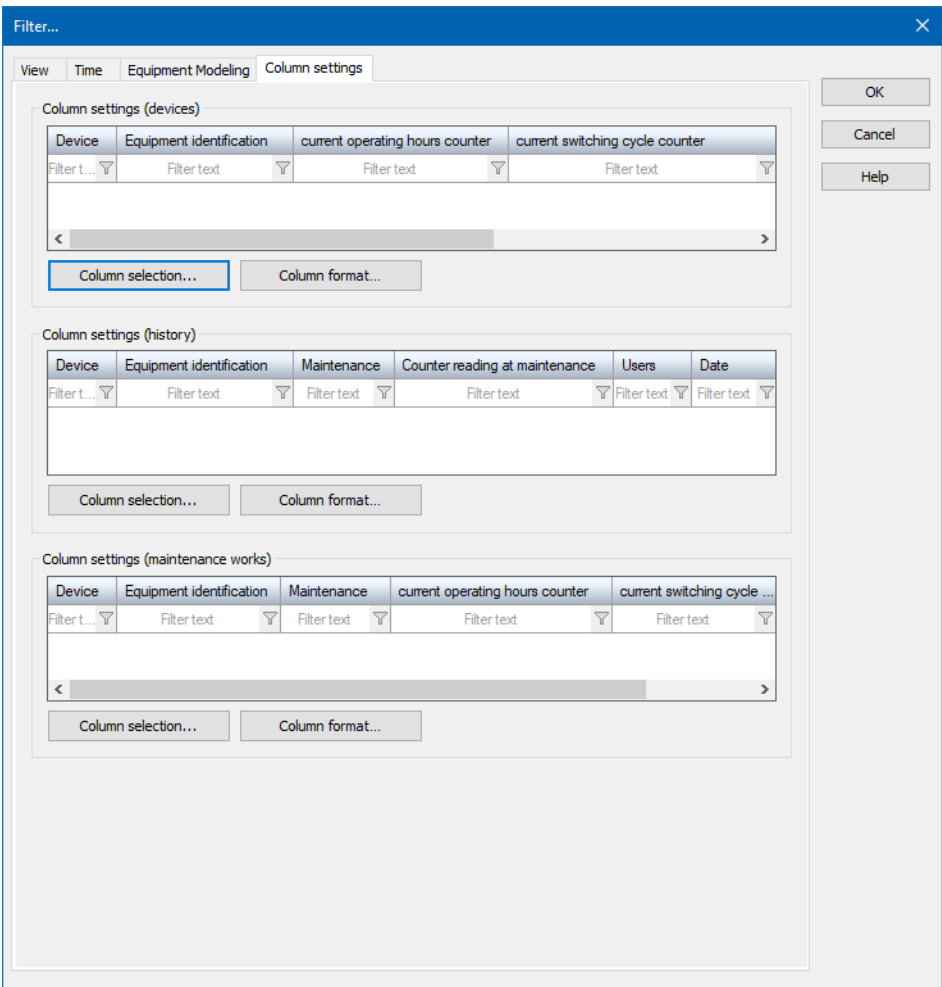 Filter...
View Time Equipment Modeling Column settings
OK
Cancel
Help
Column settings (devices)
Device Equipment identification current operating hours counter current switching cycle counter
Filter t... Filter text Filter text Filter text
Column selection... Column format...
Column settings (history)
Device Equipment identification Maintenance Counter reading at maintenance Users Date
Filter t... Filter text Filter text Filter text Filter text Filter text
Column selection... Column format...
Column settings (maintenance works)
Device Equipment identification Maintenance current operating hours counter current switching cycle ...
Filter t... Filter text Filter text Filter text Filter text
Column selection... Column format...